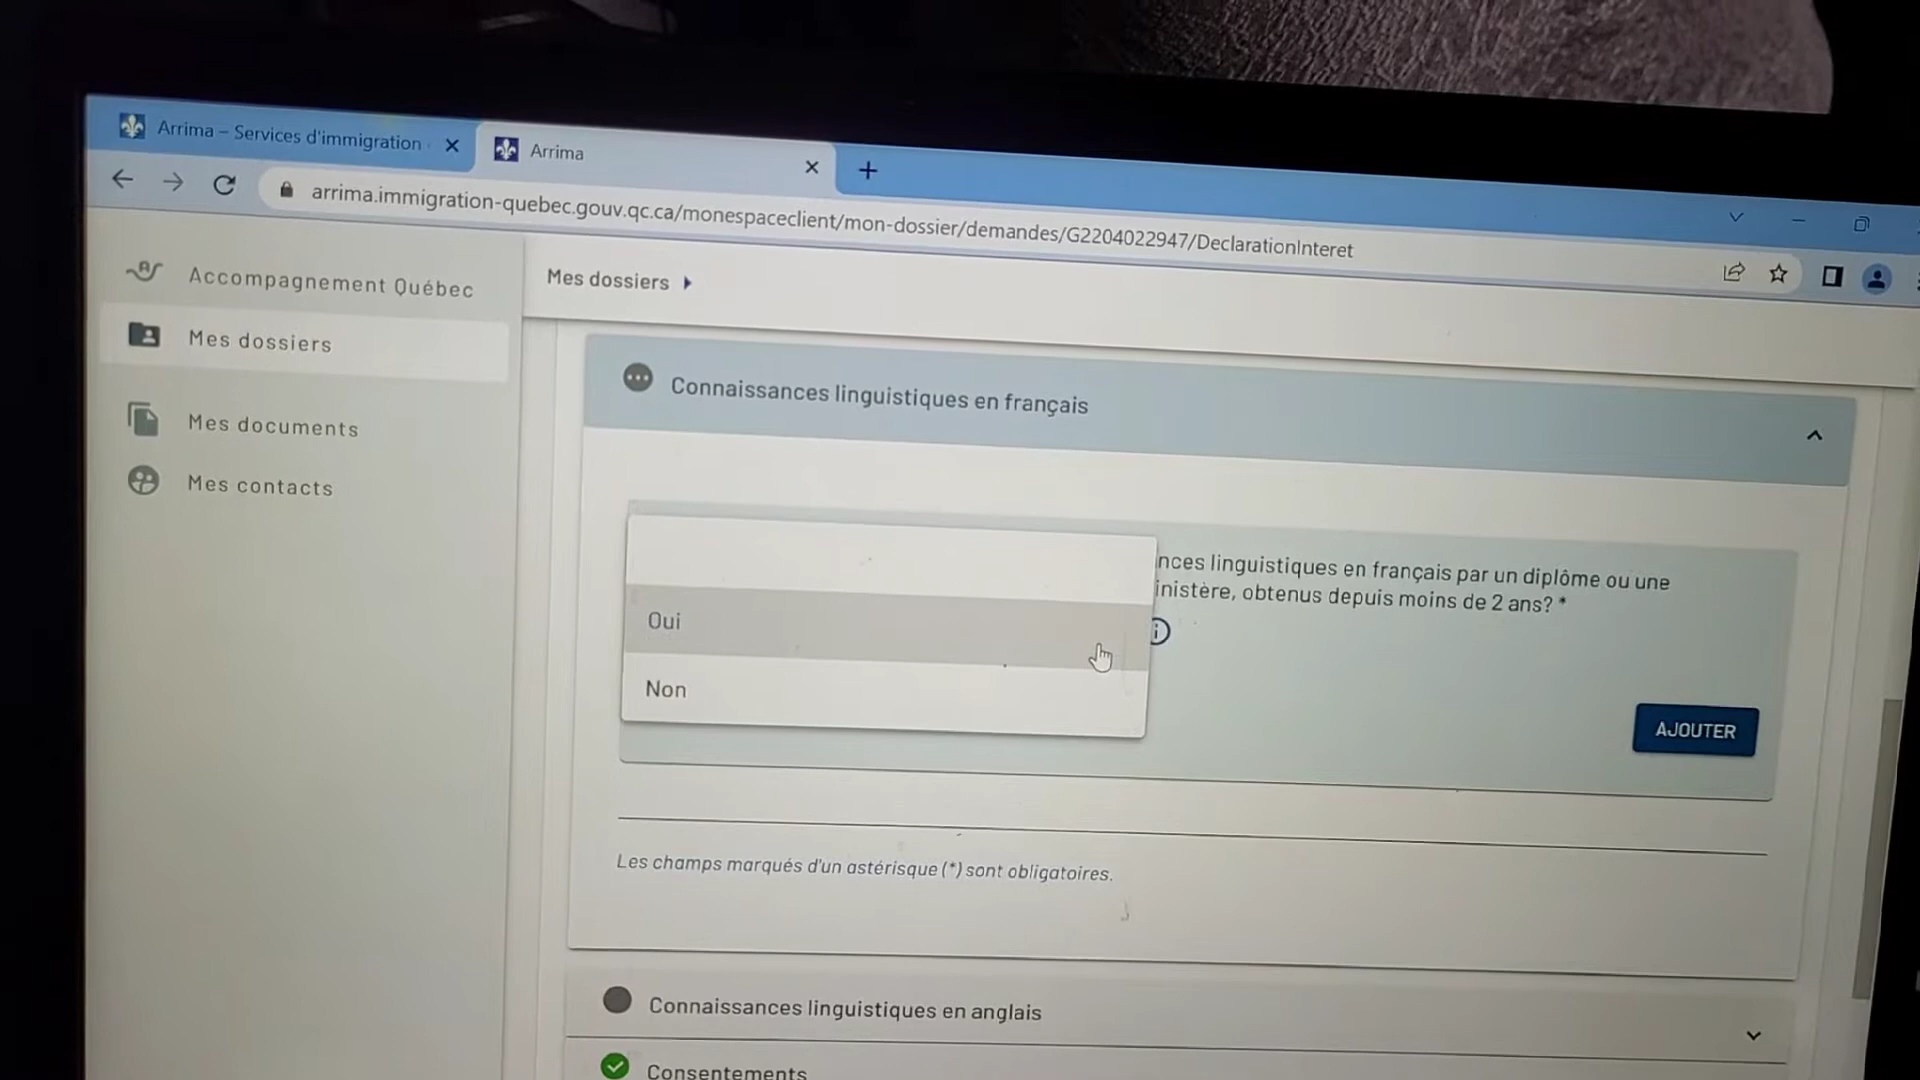 Arrima – Services d'immigration
Arrima
arrima.immigration-quebec.gouv.qc.ca/monespaceclient/mon-dossier/demandes/G2204022947/DeclarationInteret
Accompagnement Québec
Mes dossiers
Mes documents
Mes contacts
Mes dossiers
Connaissances linguistiques en français
nces linguistiques en français par un diplôme ou une
inistère, obtenus depuis moins de 2 ans? *
Oui
Non
AJOUTER
Les champs marqués d'un astérisque (*) sont obligatoires.
Connaissances linguistiques en anglais
Consentements